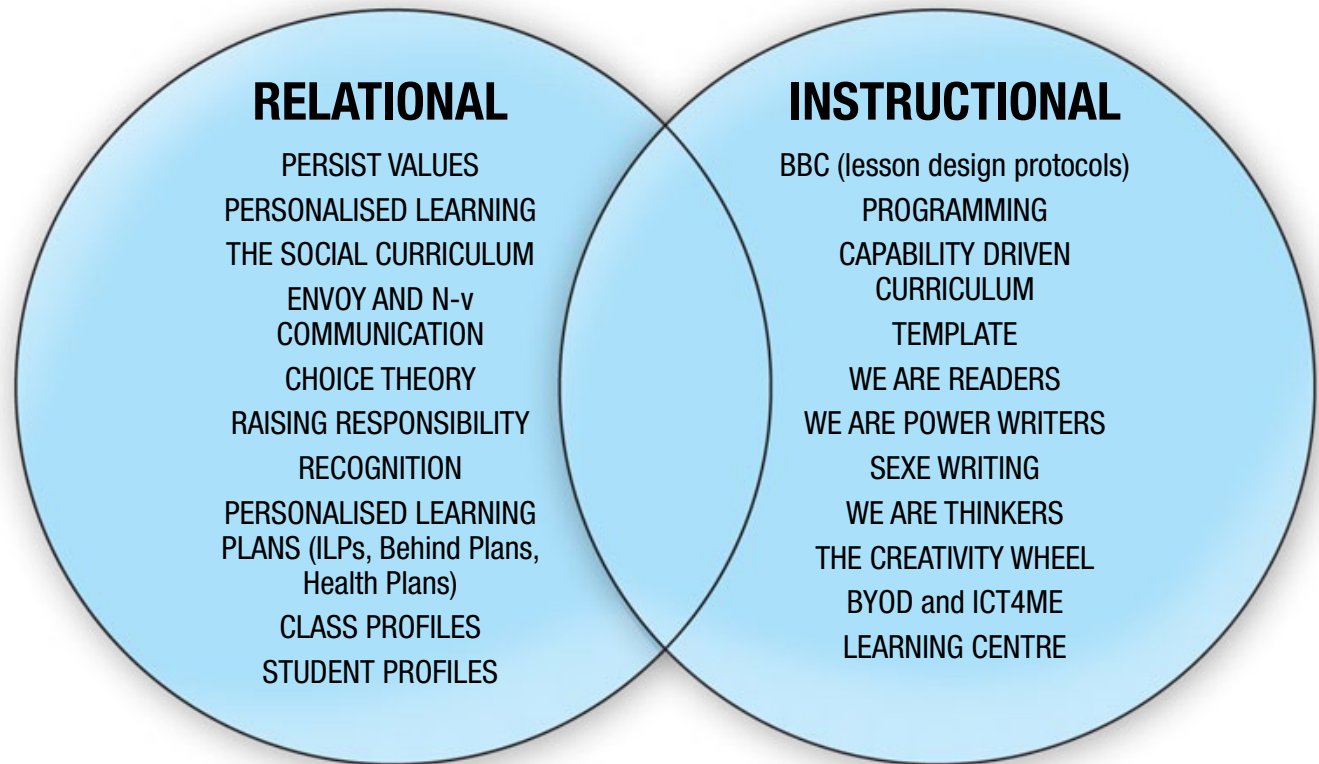 RELATIONAL
PERSIST VALUES
PERSONALISED LEARNING
THE SOCIAL CURRICULUM
ENVOY AND N-v
COMMUNICATION
CHOICE THEORY
RAISING RESPONSIBILITY
RECOGNITION
PERSONALISED LEARNING
PLANS (ILPs, Behind Plans,
Health Plans)
CLASS PROFILES
STUDENT PROFILES
INSTRUCTIONAL
BBC (lesson design protocols)
PROGRAMMING
CAPABILITY DRIVEN
CURRICULUM
TEMPLATE
WE ARE READERS
WE ARE POWER WRITERS
SEXE WRITING
WE ARE THINKERS
THE CREATIVITY WHEEL
BYOD and ICT4ME
LEARNING CENTRE